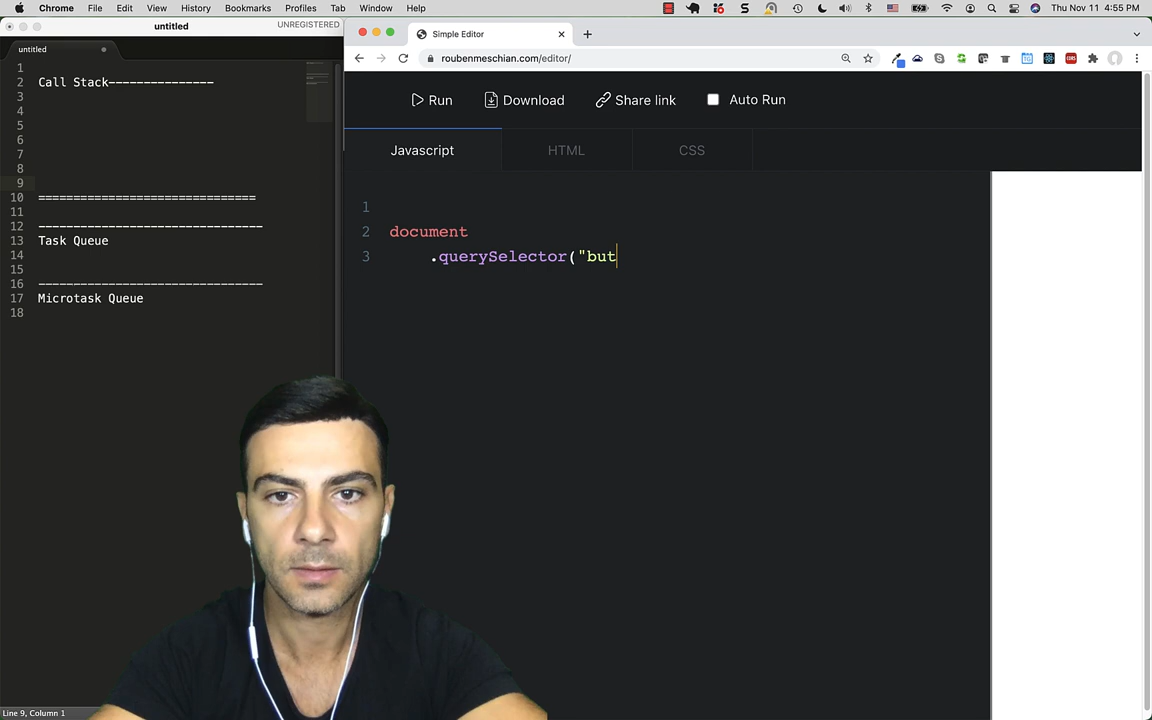 Chrome File Edit View History Bookmarks Profiles Tab Window Help Thu Nov 11 4:55 PM
untitled UNREGISTERED
untitled
Simple Editor
roubenmeschian.com/editor/
Run Download Share link Auto Run
Javascript HTML CSS
1
2 Call Stack---------------
3
4
5
6
7
8
9
10 ===============================
11
12 --------------------------------
13 Task Queue
14
15
16 --------------------------------
17 Microtask Queue
18
1
2 document
3 .querySelector("but
Line 9, Column 1